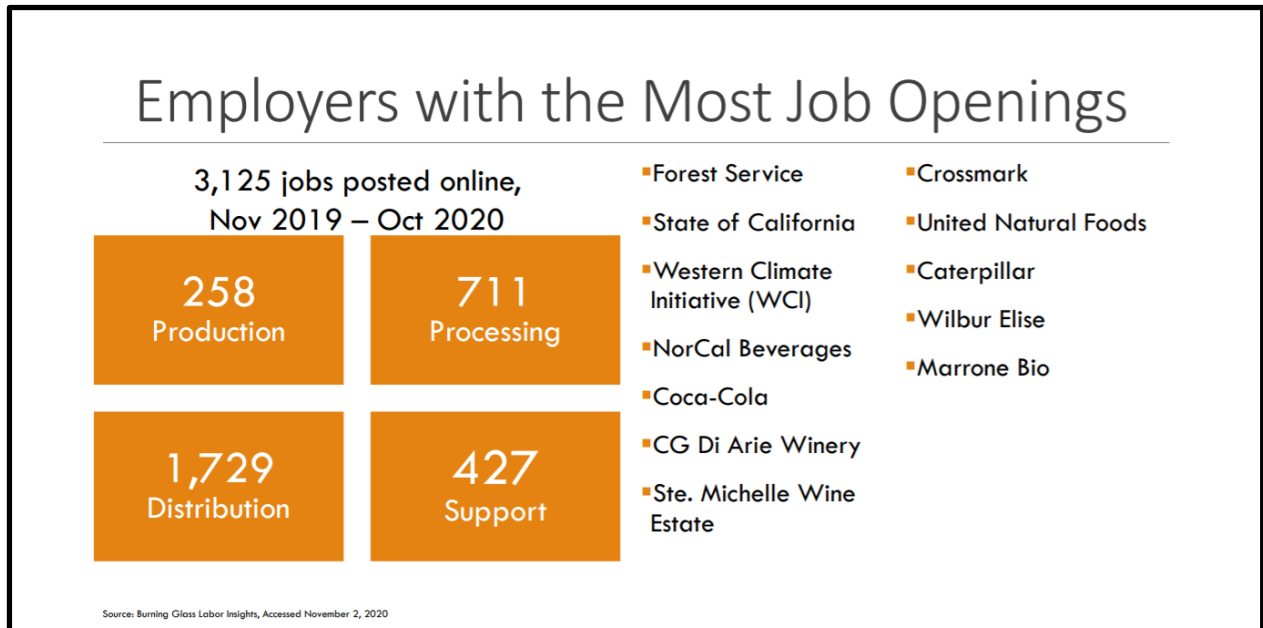 Employers with the Most Job Openings
3,125 jobs posted online,
Nov 2019 – Oct 2020
258
Production
711
Processing
1,729
Distribution
427
Support
▪Forest Service
▪State of California
▪Western Climate
Initiative (WCI)
▪NorCal Beverages
▪Coca-Cola
▪CG Di Arie Winery
▪Ste. Michelle Wine
Estate
▪Crossmark
▪United Natural Foods
▪Caterpillar
▪Wilbur Elise
▪Marrone Bio
Source: Burning Glass Labor Insights, Accessed November 2, 2020